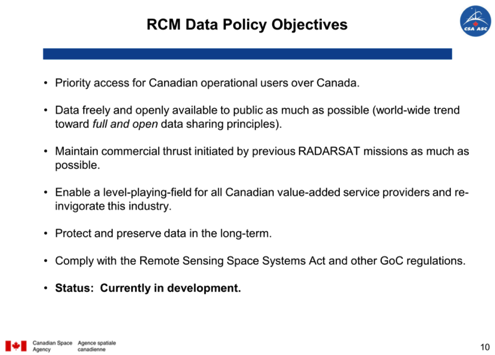 RCM Data Policy Objectives
CSA ASC
• Priority access for Canadian operational users over Canada.
• Data freely and openly available to public as much as possible (world-wide trend
toward full and open data sharing principles).
• Maintain commercial thrust initiated by previous RADARSAT missions as much as
possible.
• Enable a level-playing-field for all Canadian value-added service providers and re-
invigorate this industry.
• Protect and preserve data in the long-term.
• Comply with the Remote Sensing Space Systems Act and other GoC regulations.
• Status: Currently in development.
Canadian Space Agence spatiale
Agency canadienne
10